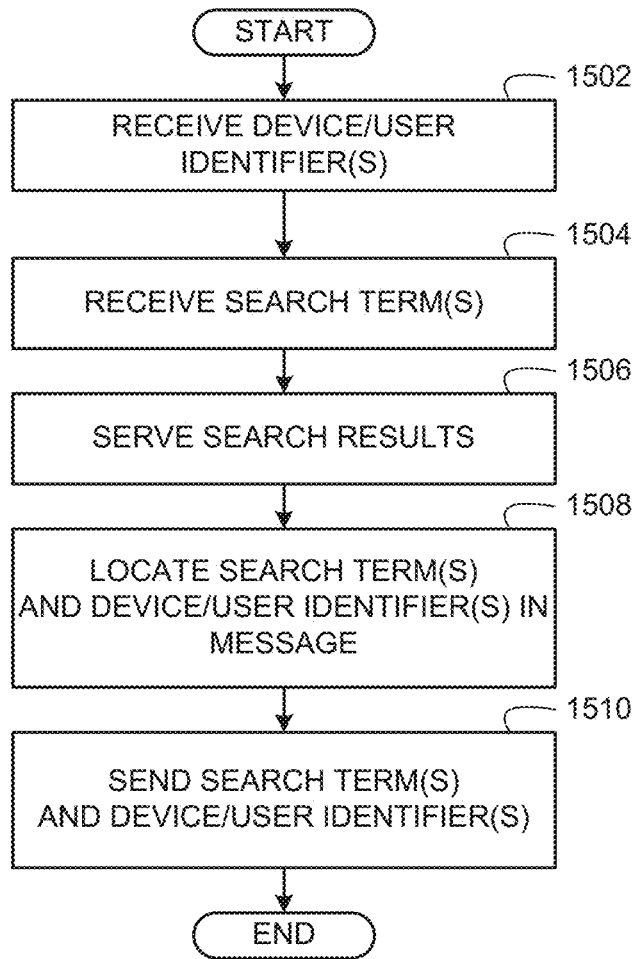 START
1502
RECEIVE DEVICE/USER
IDENTIFIER(S)
1504
RECEIVE SEARCH TERM(S)
1506
SERVE SEARCH RESULTS
1508
LOCATE SEARCH TERM(S)
AND DEVICE/USER IDENTIFIER(S) IN
MESSAGE
1510
SEND SEARCH TERM(S)
AND DEVICE/USER IDENTIFIER(S)
END